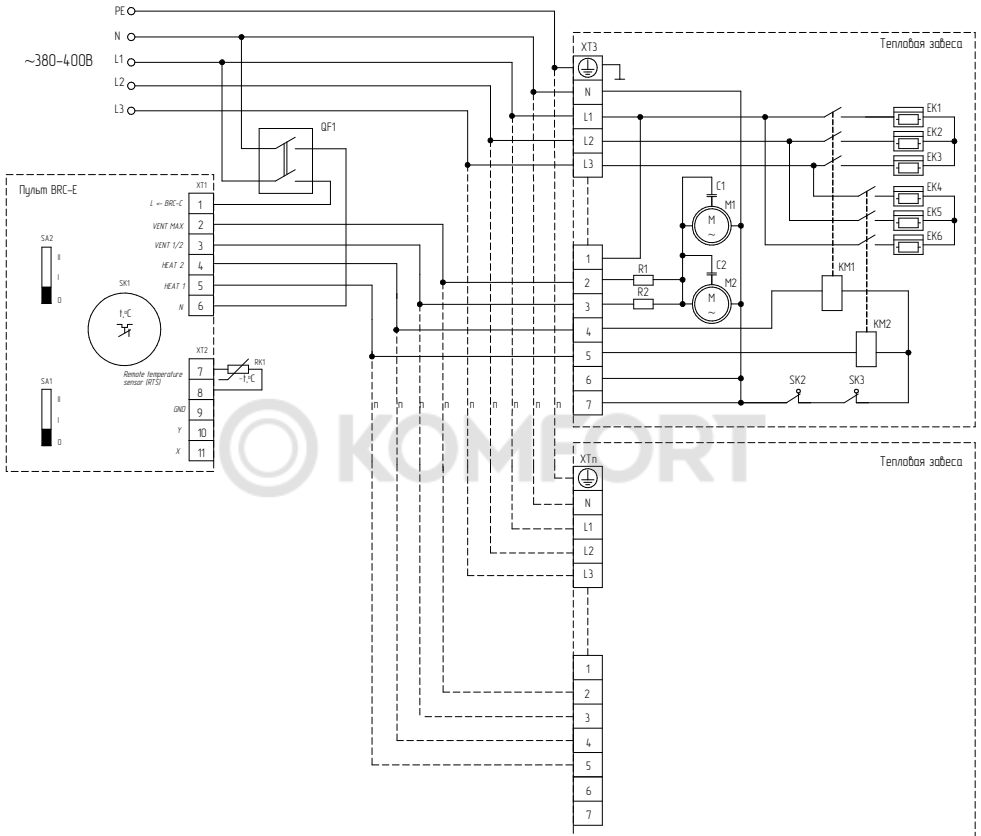 PE
N
~380-400В
L1
L2
L3
QF1
Пульт BRC-E
XT1
L ← BRC-C 1
VENT MAX 2
VENT 1/2 3
HEAT 2 4
HEAT 1 5
N 6
SA2
II
I
0
SK1
t,°C
XT2
Remote temperature
sensor (RTS)
7
8
GND 9
Y 10
X 11
RK1
-t,°C
SA1
II
I
0
n n n n n n n n n
Тепловая завеса
XT3
N
L1
L2
L3
1
2
3
4
5
6
7
EK1
EK2
EK3
EK4
EK5
EK6
C1
M1
M
~
C2
M2
M
~
R1
R2
KM1
KM2
SK2
SK3
KOMFORT
Тепловая завеса
XTn
N
L1
L2
L3
1
2
3
4
5
6
7